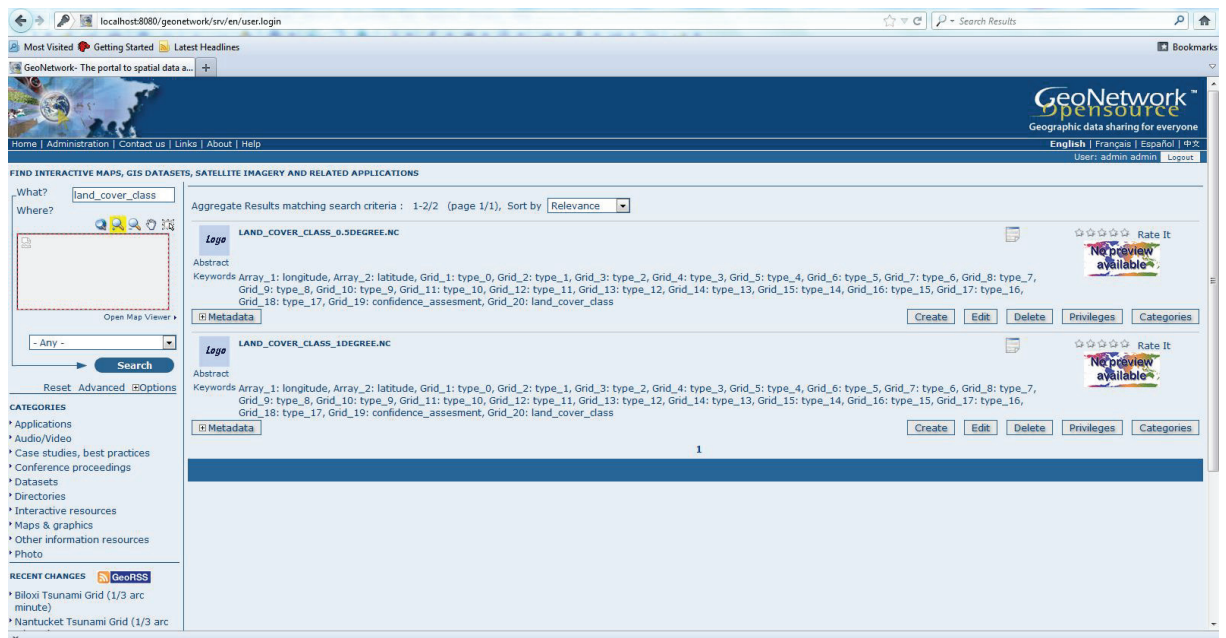 localhost:8080/geonetwork/srv/en/user.login
Search Results
Most Visited Getting Started Latest Headlines
Bookmarks
GeoNetwork- The portal to spatial data a...
GeoNetwork™
Opensource
Geographic data sharing for everyone
Home | Administration | Contact us | Links | About | Help
English | Français | Español | 中文
User: admin admin Logout
FIND INTERACTIVE MAPS, GIS DATASETS, SATELLITE IMAGERY AND RELATED APPLICATIONS
What? land_cover_class
Where?
Open Map Viewer
- Any -
Search
Reset Advanced Options
CATEGORIES
Applications
Audio/Video
Case studies, best practices
Conference proceedings
Datasets
Directories
Interactive resources
Maps & graphics
Other information resources
Photo
RECENT CHANGES GeoRSS
Biloxi Tsunami Grid (1/3 arc
minute)
Nantucket Tsunami Grid (1/3 arc
Aggregate Results matching search criteria : 1-2/2 (page 1/1), Sort by Relevance
Logo LAND_COVER_CLASS_0.5DEGREE.NC
Rate It
No preview
available
Abstract
Keywords Array_1: longitude, Array_2: latitude, Grid_1: type_0, Grid_2: type_1, Grid_3: type_2, Grid_4: type_3, Grid_5: type_4, Grid_6: type_5, Grid_7: type_6, Grid_8: type_7,
Grid_9: type_8, Grid_10: type_9, Grid_11: type_10, Grid_12: type_11, Grid_13: type_12, Grid_14: type_13, Grid_15: type_14, Grid_16: type_15, Grid_17: type_16,
Grid_18: type_17, Grid_19: confidence_assesment, Grid_20: land_cover_class
Metadata
Create Edit Delete Privileges Categories
Logo LAND_COVER_CLASS_1DEGREE.NC
Rate It
No preview
available
Abstract
Keywords Array_1: longitude, Array_2: latitude, Grid_1: type_0, Grid_2: type_1, Grid_3: type_2, Grid_4: type_3, Grid_5: type_4, Grid_6: type_5, Grid_7: type_6, Grid_8: type_7,
Grid_9: type_8, Grid_10: type_9, Grid_11: type_10, Grid_12: type_11, Grid_13: type_12, Grid_14: type_13, Grid_15: type_14, Grid_16: type_15, Grid_17: type_16,
Grid_18: type_17, Grid_19: confidence_assesment, Grid_20: land_cover_class
Metadata
Create Edit Delete Privileges Categories
1